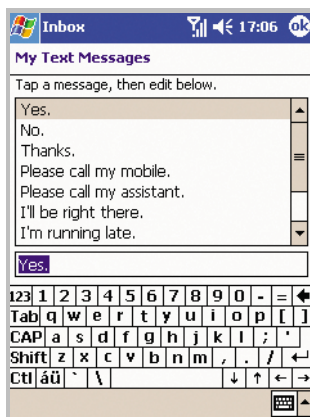 Inbox 17:06 ok
My Text Messages
Tap a message, then edit below.
Yes.
No.
Thanks.
Please call my mobile.
Please call my assistant.
I'll be right there.
I'm running late.
Yes.
123 1 2 3 4 5 6 7 8 9 0 - = ←
Tab q w e r t y u i o p [ ]
CAP a s d f g h j k l ; '
Shift z x c v b n m , . / ↵
Ctl áü ` \ ↓ ↑ ← →